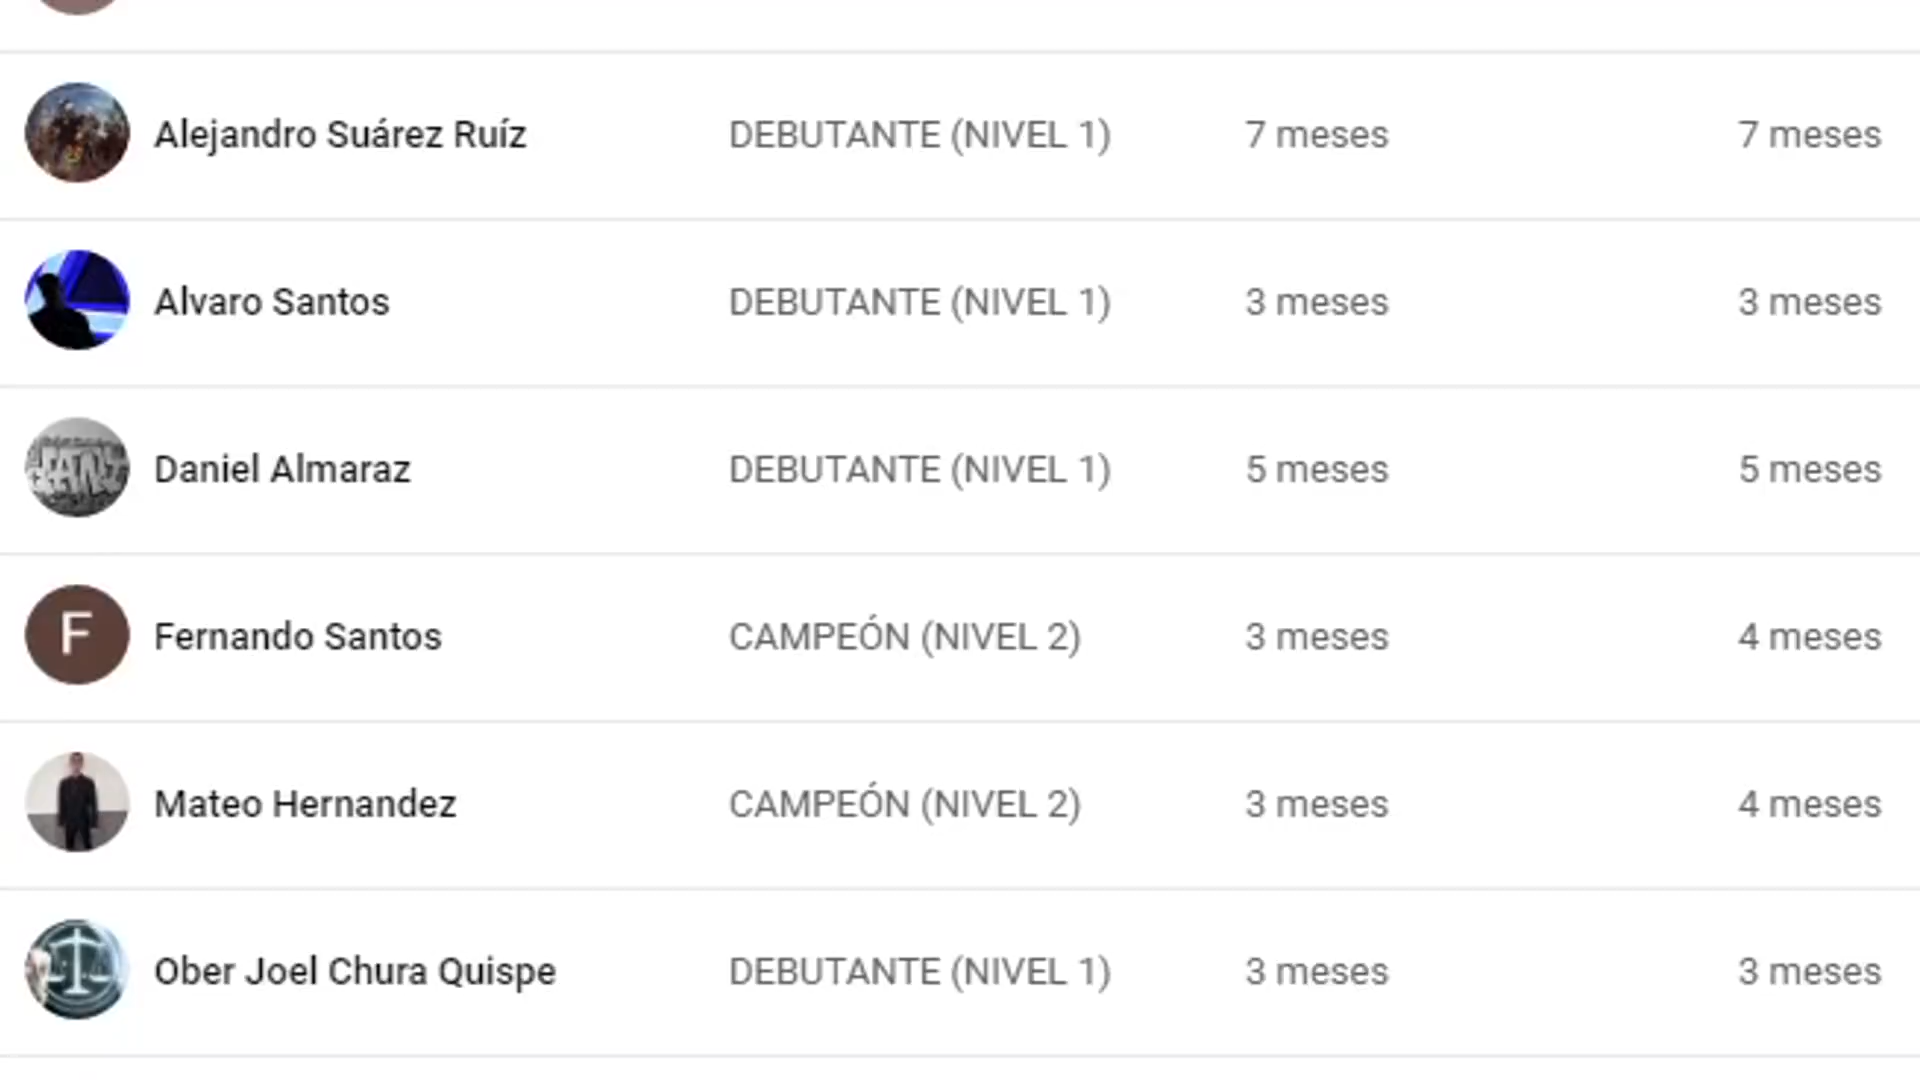 Alejandro Suárez Ruíz DEBUTANTE (NIVEL 1) 7 meses 7 meses
Alvaro Santos DEBUTANTE (NIVEL 1) 3 meses 3 meses
Daniel Almaraz DEBUTANTE (NIVEL 1) 5 meses 5 meses
F Fernando Santos CAMPEÓN (NIVEL 2) 3 meses 4 meses
Mateo Hernandez CAMPEÓN (NIVEL 2) 3 meses 4 meses
Ober Joel Chura Quispe DEBUTANTE (NIVEL 1) 3 meses 3 meses